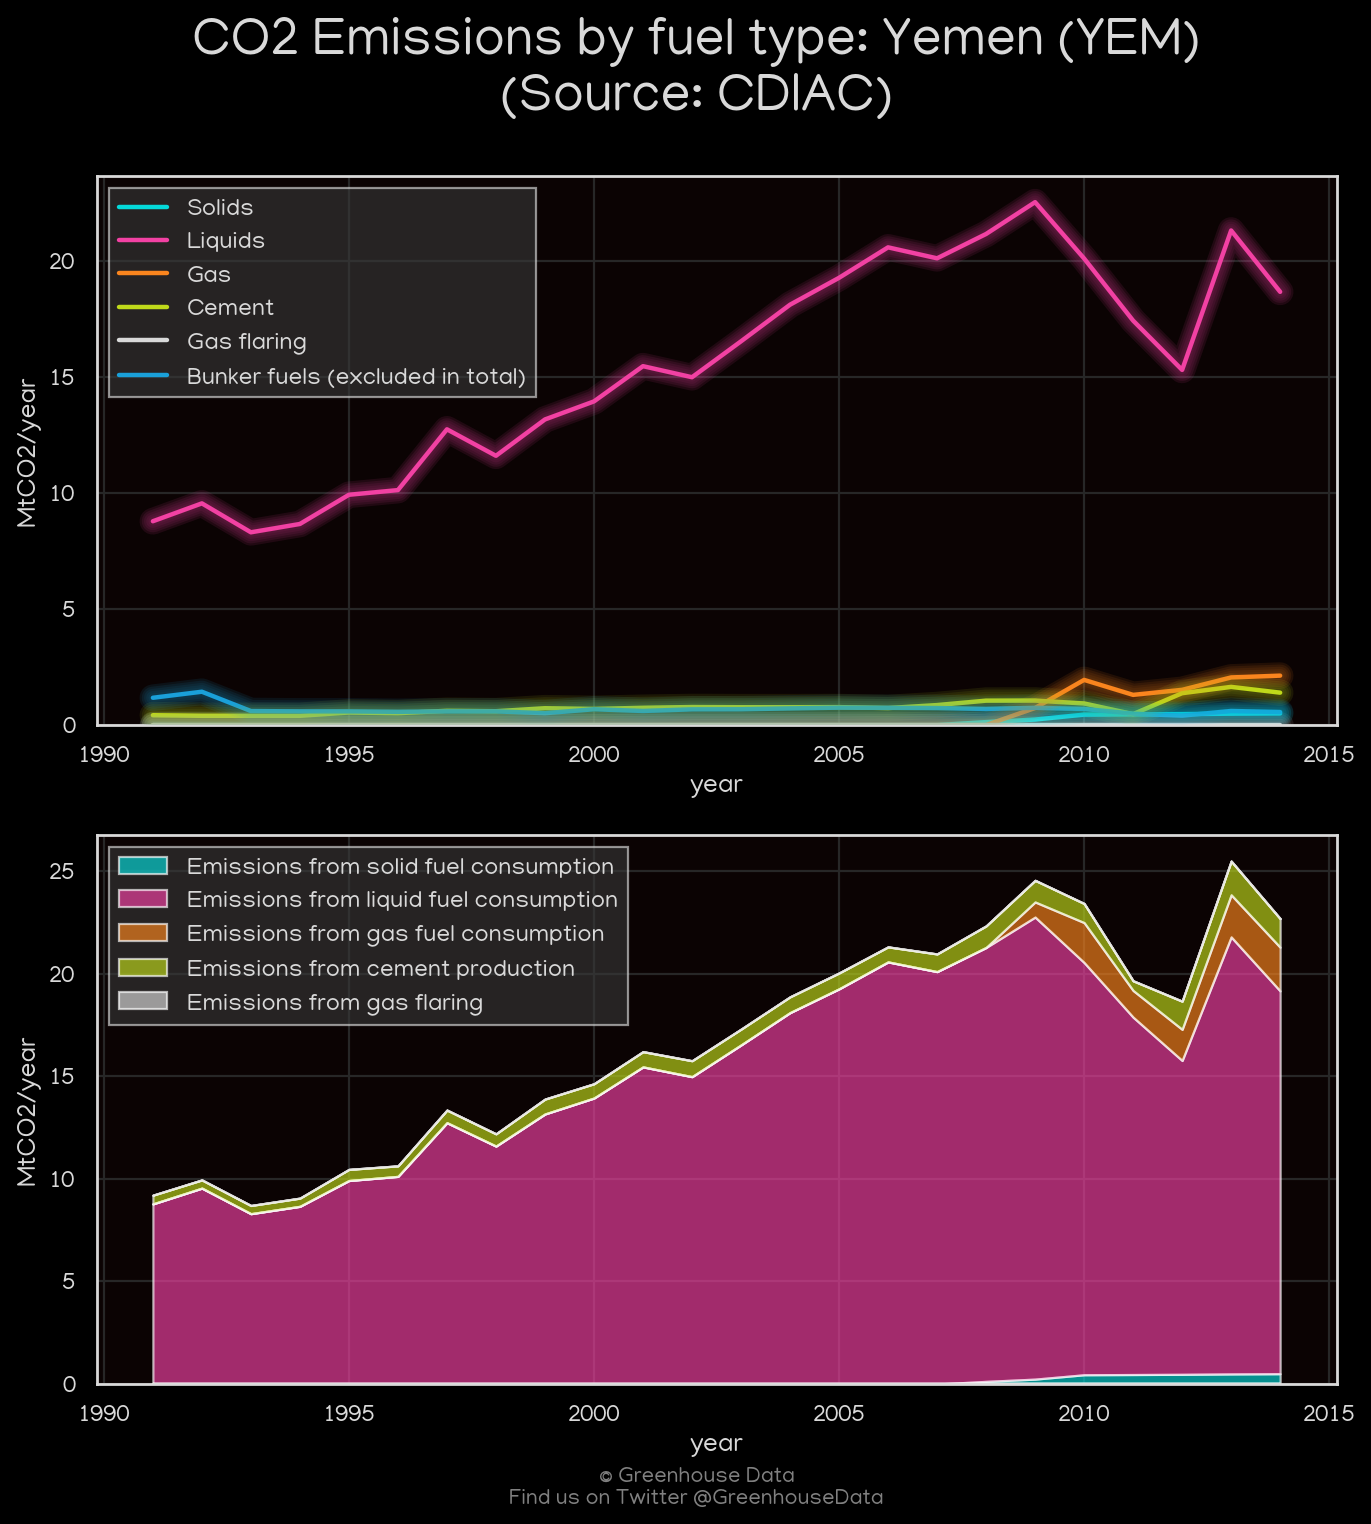 CO2 Emissions by fuel type: Yemen (YEM)
(Source: CDIAC)
Solids
Liquids
Gas
Cement
Gas flaring
Bunker fuels (excluded in total)
MtCO2/year
20
15
10
5
0
1990 1995 2000 2005 2010 2015
year
Emissions from solid fuel consumption
Emissions from liquid fuel consumption
Emissions from gas fuel consumption
Emissions from cement production
Emissions from gas flaring
MtCO2/year
25
20
15
10
5
0
1990 1995 2000 2005 2010 2015
year
© Greenhouse Data
Find us on Twitter @GreenhouseData